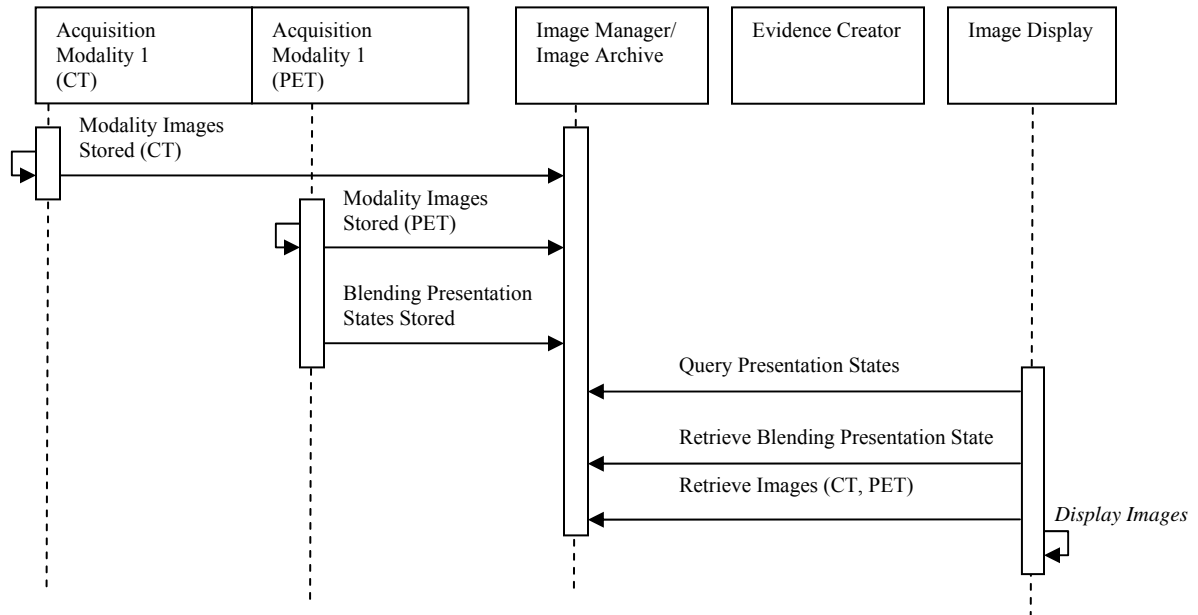 Acquisition
Modality 1
(CT)
Acquisition
Modality 1
(PET)
Image Manager/
Image Archive
Evidence Creator
Image Display
Modality Images
Stored (CT)
Modality Images
Stored (PET)
Blending Presentation
States Stored
Query Presentation States
Retrieve Blending Presentation State
Retrieve Images (CT, PET)
Display Images